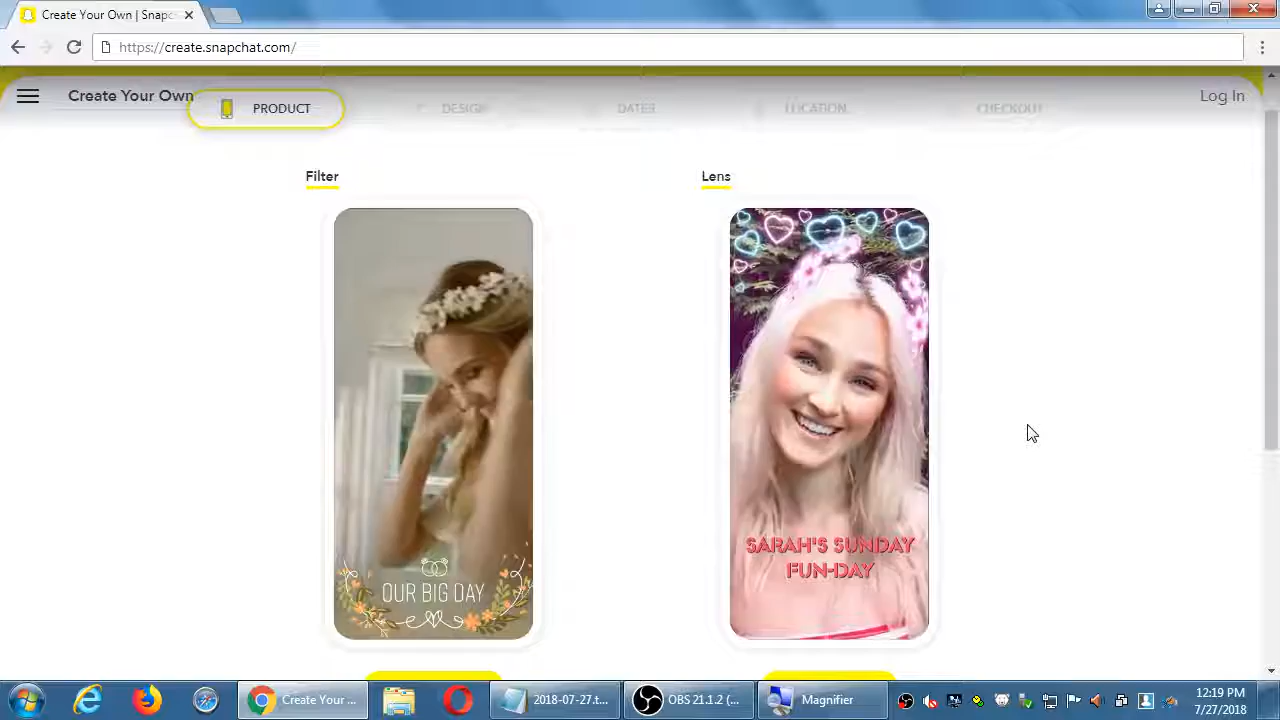 Create Your Own | Snapc
https://create.snapchat.com/
Create Your Own
PRODUCT
DESIGN
DATES
LOCATION
CHECKOUT
Log In
Filter
Lens
OUR BIG DAY
SARAH'S SUNDAY
FUN-DAY
Create Your ...
2018-07-27.t...
OBS 21.1.2 (...
Magnifier
12:19 PM
7/27/2018